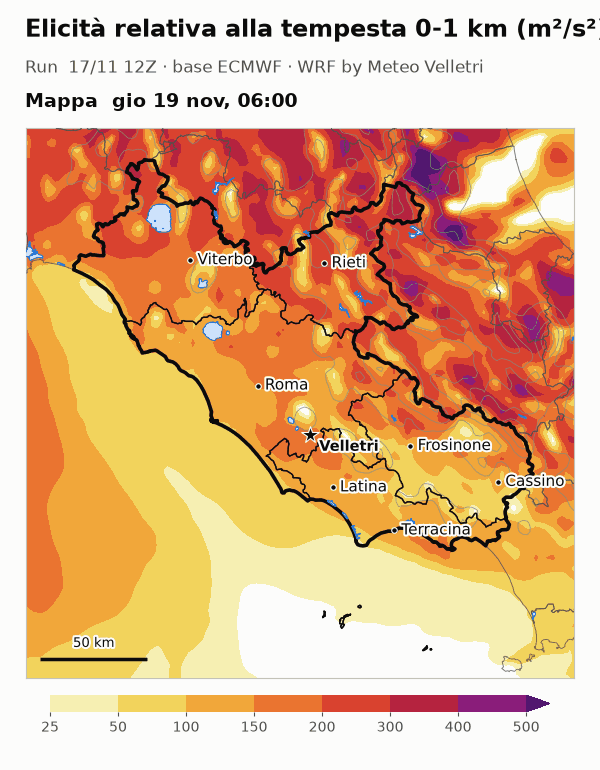 Elicità relativa alla tempesta 0-1 km (m²/s²)
Run  17/11 12Z · base ECMWF · WRF by Meteo Velletri
Mappa  gio 19 nov, 06:00
Viterbo
Rieti
Roma
Velletri
Frosinone
Latina
Cassino
Terracina
50 km
25 50 100 150 200 300 400 500